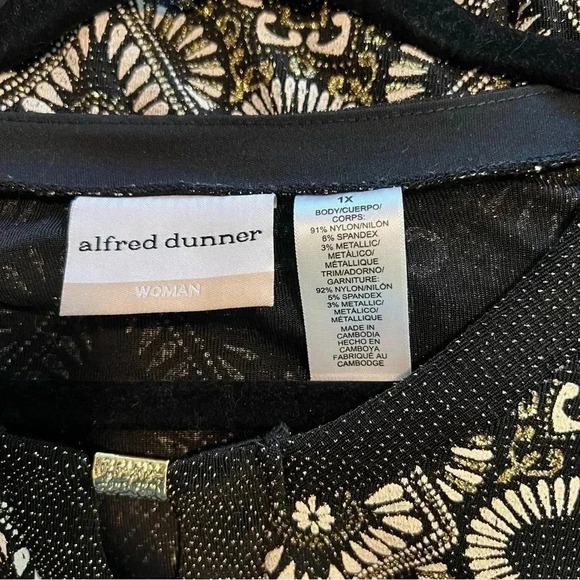 alfred dunner
WOMAN
1X
BODY/CUERPO/
CORPS:
91% NYLON/NILÓN
6% SPANDEX
3% METALLIC/
METÁLICO/
MÉTALLIQUE
TRIM/ADORNO/
GARNITURE:
92% NYLON/NILÓN
5% SPANDEX
3% METALLIC/
METÁLICO/
MÉTALLIQUE
MADE IN
CAMBODIA
HECHO EN
CAMBOYA
FABRIQUÉ AU
CAMBODGE